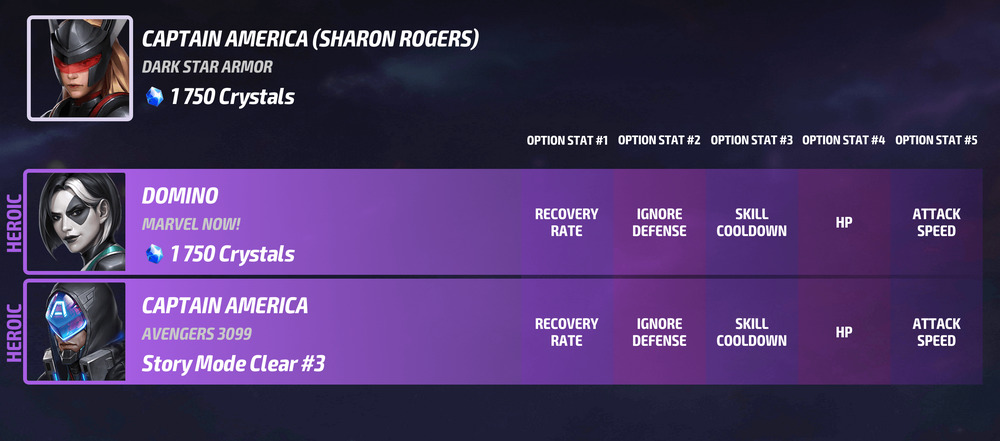 CAPTAIN AMERICA (SHARON ROGERS)
DARK STAR ARMOR
1 750 Crystals
OPTION STAT #1 OPTION STAT #2 OPTION STAT #3 OPTION STAT #4 OPTION STAT #5
HEROIC
DOMINO
MARVEL NOW!
1 750 Crystals
RECOVERY RATE
IGNORE DEFENSE
SKILL COOLDOWN
HP
ATTACK SPEED
HEROIC
CAPTAIN AMERICA
AVENGERS 3099
Story Mode Clear #3
RECOVERY RATE
IGNORE DEFENSE
SKILL COOLDOWN
HP
ATTACK SPEED